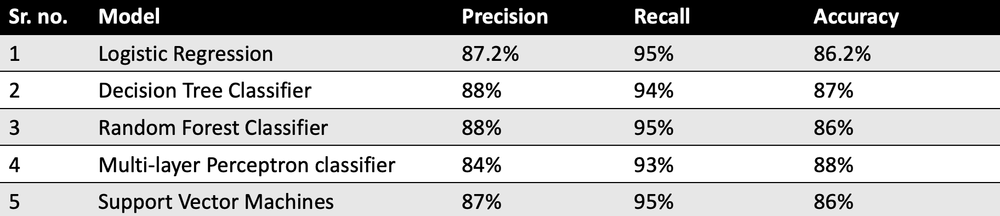 Sr. no. Model Precision Recall Accuracy
1 Logistic Regression 87.2% 95% 86.2%
2 Decision Tree Classifier 88% 94% 87%
3 Random Forest Classifier 88% 95% 86%
4 Multi-layer Perceptron classifier 84% 93% 88%
5 Support Vector Machines 87% 95% 86%